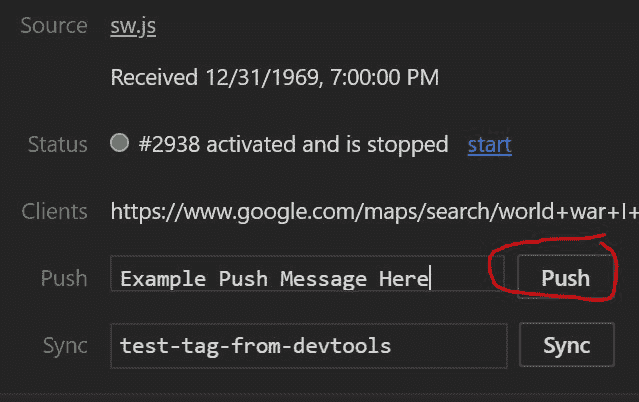 Source sw.js
Received 12/31/1969, 7:00:00 PM
Status #2938 activated and is stopped start
Clients https://www.google.com/maps/search/world+war+I+
Push Example Push Message Here Push
Sync test-tag-from-devtools Sync